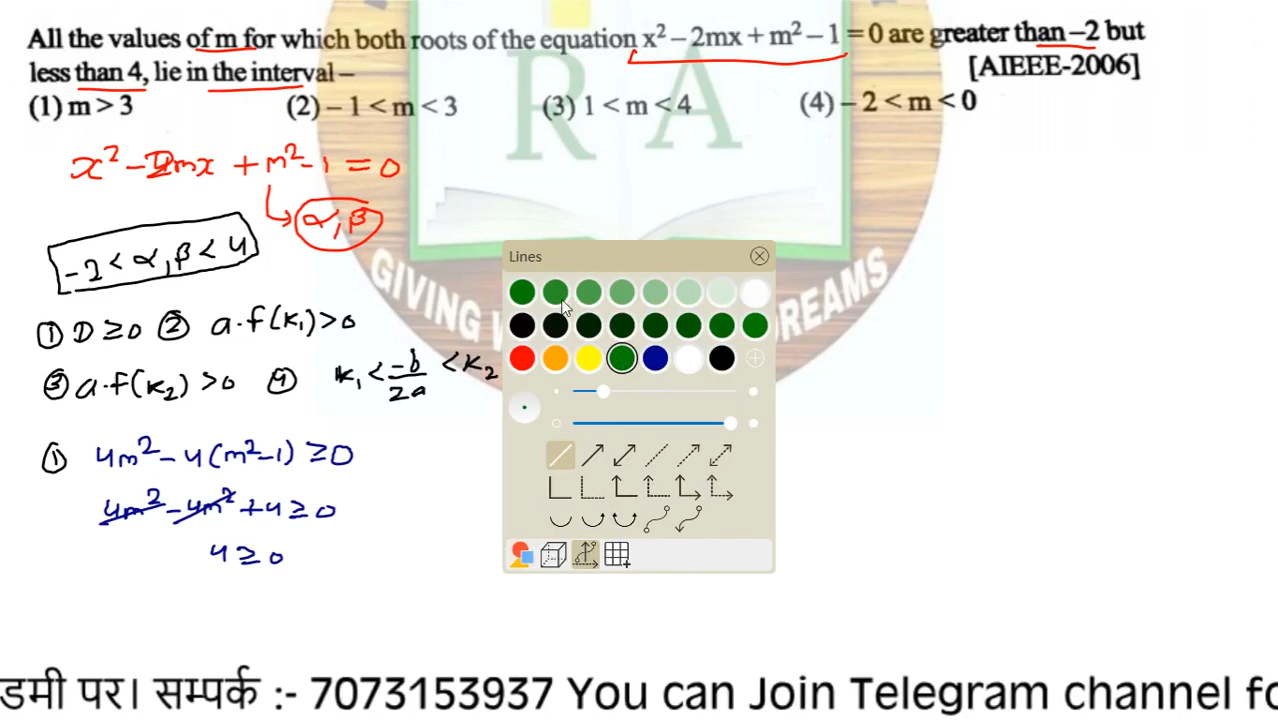 All the values of m for which both roots of the equation x² – 2mx + m² – 1 = 0 are greater than –2 but
less than 4, lie in the interval – [AIEEE-2006]
(1) m > 3 (2) – 1 < m < 3 (3) 1 < m < 4 (4) – 2 < m < 0
R A
x² - 2mx + m² - 1 = 0
α, β
-2 < α, β < 4
GIVING W DREAMS
Lines
① D ≥ 0 ② a·f(K₁) > 0
③ a·f(K₂) > 0 ④ K₁ < -b/2a < K₂
① 4m² - 4(m² - 1) ≥ 0
4m² - 4m² + 4 ≥ 0
4 ≥ 0
डमी पर। सम्पर्क :- 7073153937 You can Join Telegram channel fo